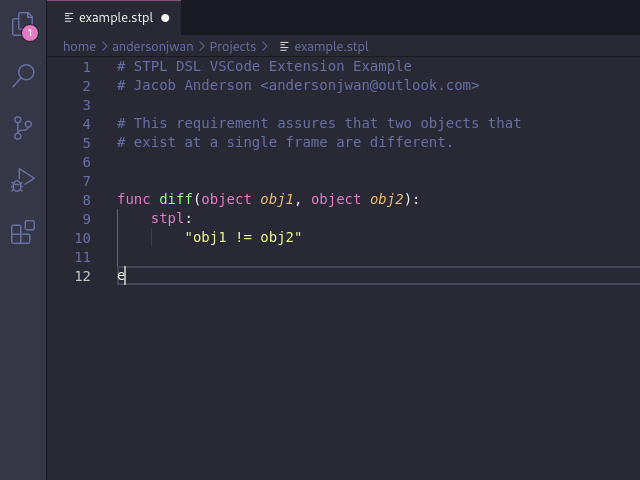 example.stpl
1
home > andersonjwan > Projects > example.stpl
1 # STPL DSL VSCode Extension Example
2 # Jacob Anderson <andersonjwan@outlook.com>
3
4 # This requirement assures that two objects that
5 # exist at a single frame are different.
6
7
8 func diff(object obj1, object obj2):
9 stpl:
10 "obj1 != obj2"
11
12 e